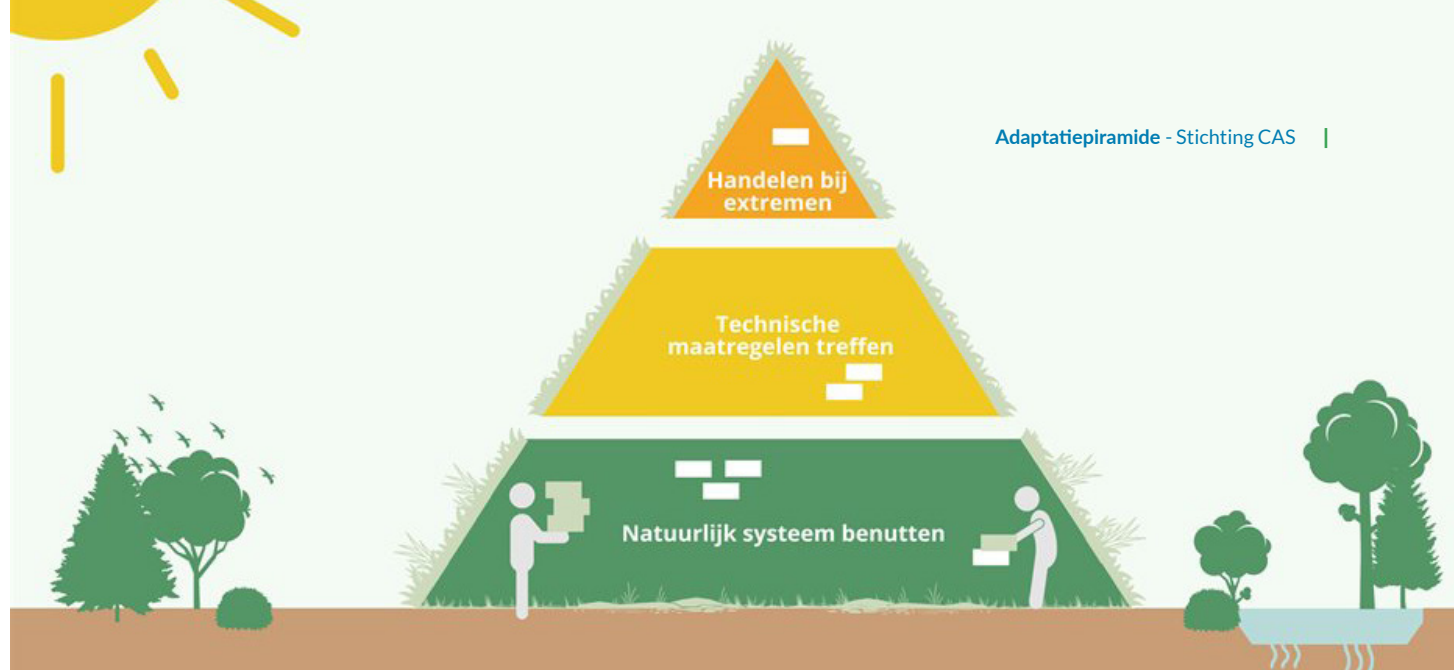 Adaptatiepiramide - Stichting CAS |
Handelen bij
extremen
Technische
maatregelen treffen
Natuurlijk systeem benutten